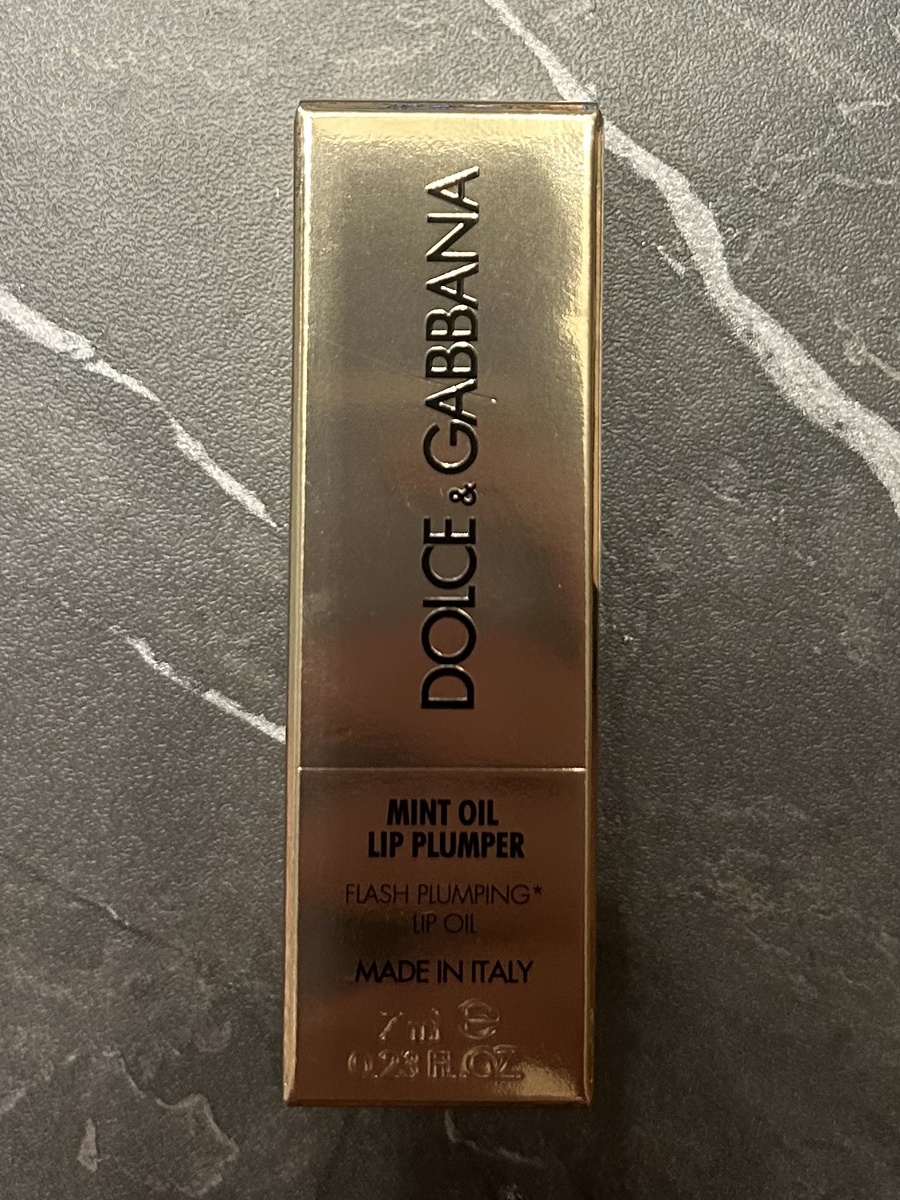 DOLCE & GABBANA
MINT OIL
LIP PLUMPER
FLASH PLUMPING*
LIP OIL
MADE IN ITALY
7 ml ℮
0.23 FL.OZ.